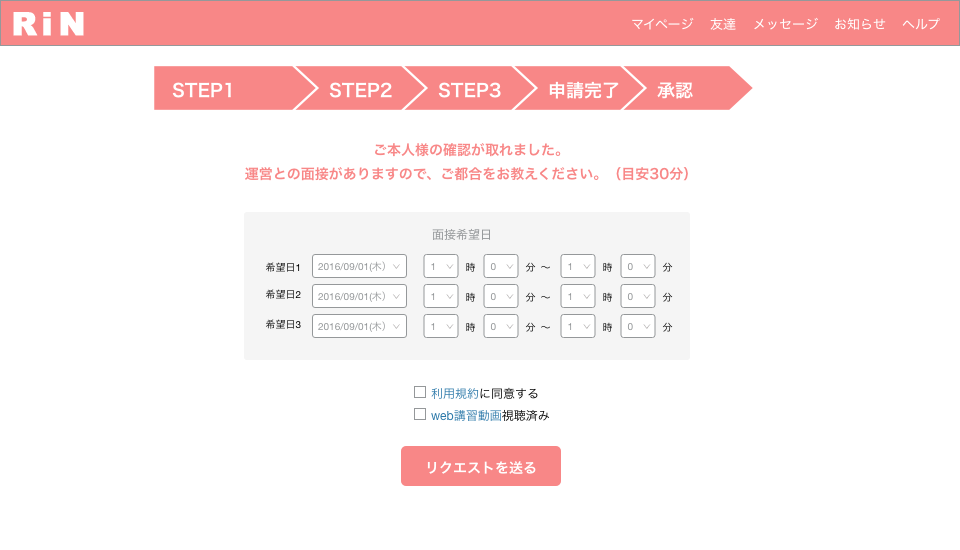 RiN マイページ 友達 メッセージ お知らせ ヘルプ
STEP1 STEP2 STEP3 申請完了 承認
ご本人様の確認が取れました。
運営との面接がありますので、ご都合をお教えください。（目安30分）
面接希望日
希望日1 2016/09/01(木） 1 時 0 分 〜 1 時 0 分
希望日2 2016/09/01(木） 1 時 0 分 〜 1 時 0 分
希望日3 2016/09/01(木） 1 時 0 分 〜 1 時 0 分
利用規約に同意する
web講習動画視聴済み
リクエストを送る